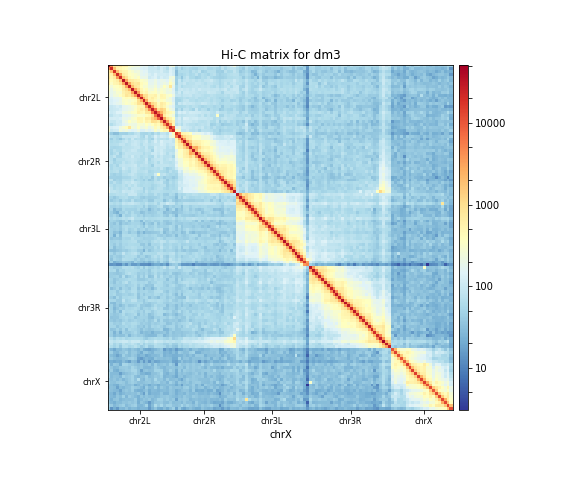 Hi-C matrix for dm3
chr2L
chr2R
chr3L
chr3R
chrX
chr2L chr2R chr3L chr3R chrX
chrX
10000
1000
100
10